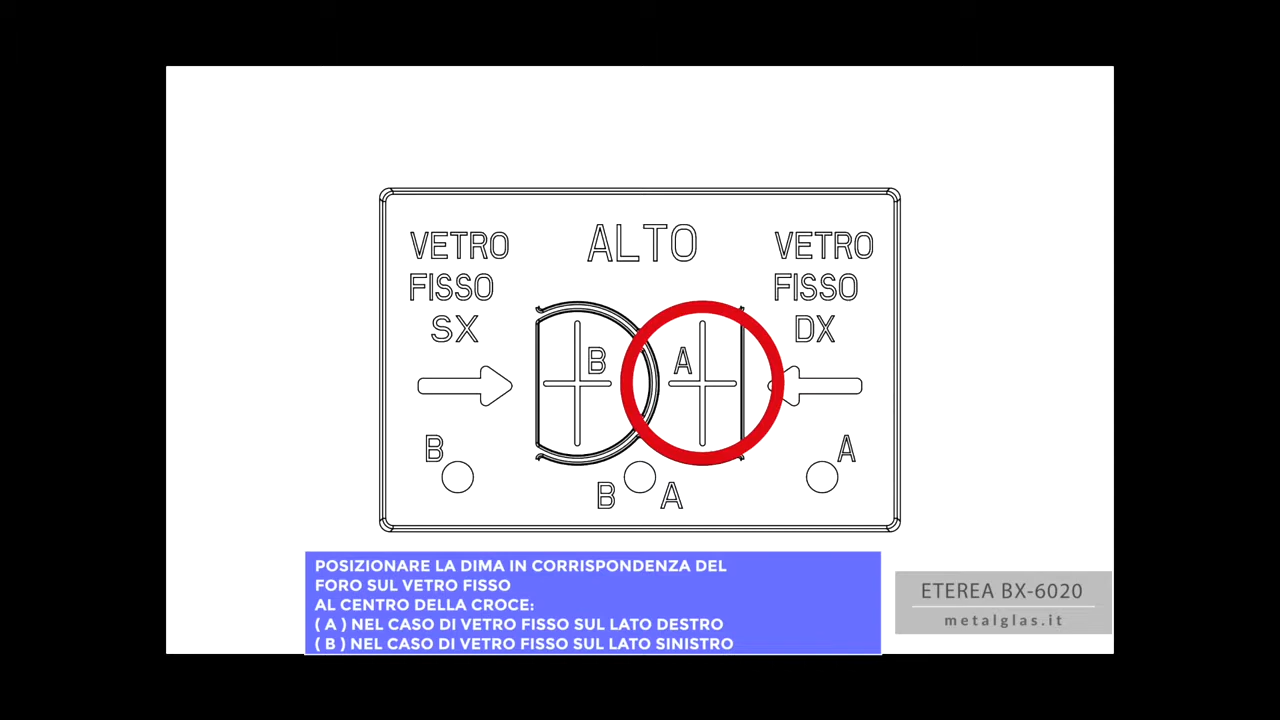 ALTO
VETRO
FISSO
SX
VETRO
FISSO
DX
B
A
B
A
B
A
POSIZIONARE LA DIMA IN CORRISPONDENZA DEL
FORO SUL VETRO FISSO
AL CENTRO DELLA CROCE:
( A ) NEL CASO DI VETRO FISSO SUL LATO DESTRO
( B ) NEL CASO DI VETRO FISSO SUL LATO SINISTRO
ETEREA BX-6020
metalglas.it